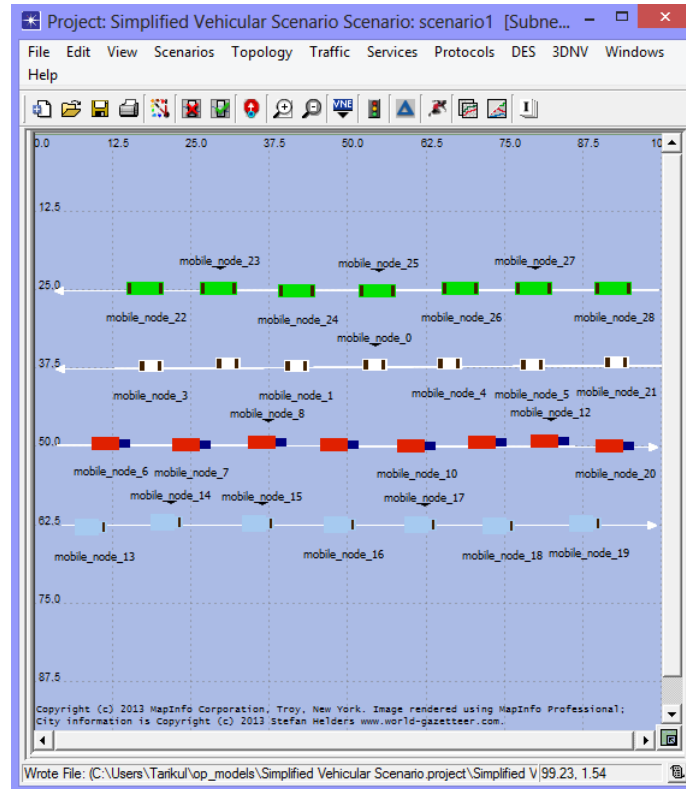 Project: Simplified Vehicular Scenario Scenario: scenario1 [Subne...
File Edit View Scenarios Topology Traffic Services Protocols DES 3DNV Windows
Help
VNE
0.0 12.5 25.0 37.5 50.0 62.5 75.0 87.5 10
12.5
mobile_node_23 mobile_node_25 mobile_node_27
25.0
mobile_node_22 mobile_node_24 mobile_node_26 mobile_node_28
mobile_node_0
37.5
mobile_node_3 mobile_node_1 mobile_node_4 mobile_node_5 mobile_node_21
mobile_node_8 mobile_node_12
50.0
mobile_node_6 mobile_node_7 mobile_node_10 mobile_node_20
mobile_node_14 mobile_node_15 mobile_node_17
62.5
mobile_node_13 mobile_node_16 mobile_node_18 mobile_node_19
75.0
87.5
Copyright (c) 2013 MapInfo Corporation, Troy, New York. Image rendered using MapInfo Professional;
City information is Copyright (c) 2013 Stefan Helders www.world-gazetteer.com.
Wrote File: (C:\Users\Tarikul\op_models\Simplified Vehicular Scenario.project\Simplified V 99.23, 1.54